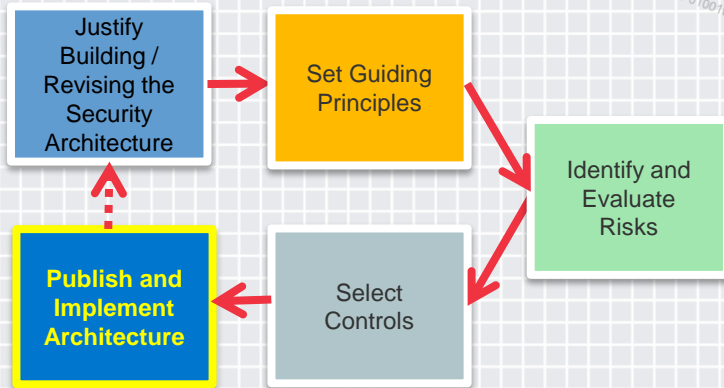 Justify
Building /
Revising the
Security
Architecture
Set Guiding
Principles
Identify and
Evaluate
Risks
Select
Controls
Publish and
Implement
Architecture